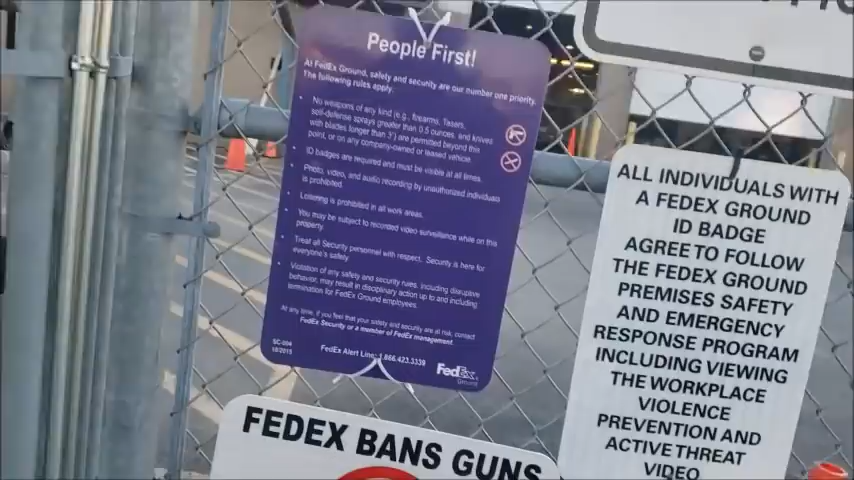 People First!
At FedEx Ground, safety and security are our number one priority.
The following rules apply:
• No weapons of any kind (e.g., firearms, Tasers,
self-defense sprays greater than 0.5 ounces, and knives
with blades longer than 3") are permitted beyond this
point, or on any company-owned or leased vehicle.
• ID badges are required and must be visible at all times.
• Photo, video, and audio recording by unauthorized individuals
is prohibited.
• Loitering is prohibited in all work areas.
• You may be subject to recorded video surveillance while on this
property.
• Treat all Security personnel with respect. Security is here for
everyone's safety.
• Violation of any safety and security rules, including disruptive
behavior, may result in disciplinary action up to and including
termination for FedEx Ground employees.
At any time, if you feel that your safety and security are at risk, contact
FedEx Security or a member of FedEx management.
SC-004
10/2015
FedEx Alert Line: 1.866.423.3339
FedEx
Ground
ALL INDIVIDUALS WITH
A FEDEX GROUND
ID BADGE
AGREE TO FOLLOW
THE FEDEX GROUND
PREMISES SAFETY
AND EMERGENCY
RESPONSE PROGRAM
INCLUDING VIEWING
THE WORKPLACE
VIOLENCE
PREVENTION AND
ACTIVE THREAT
VIDEO
FEDEX BANS GUNS